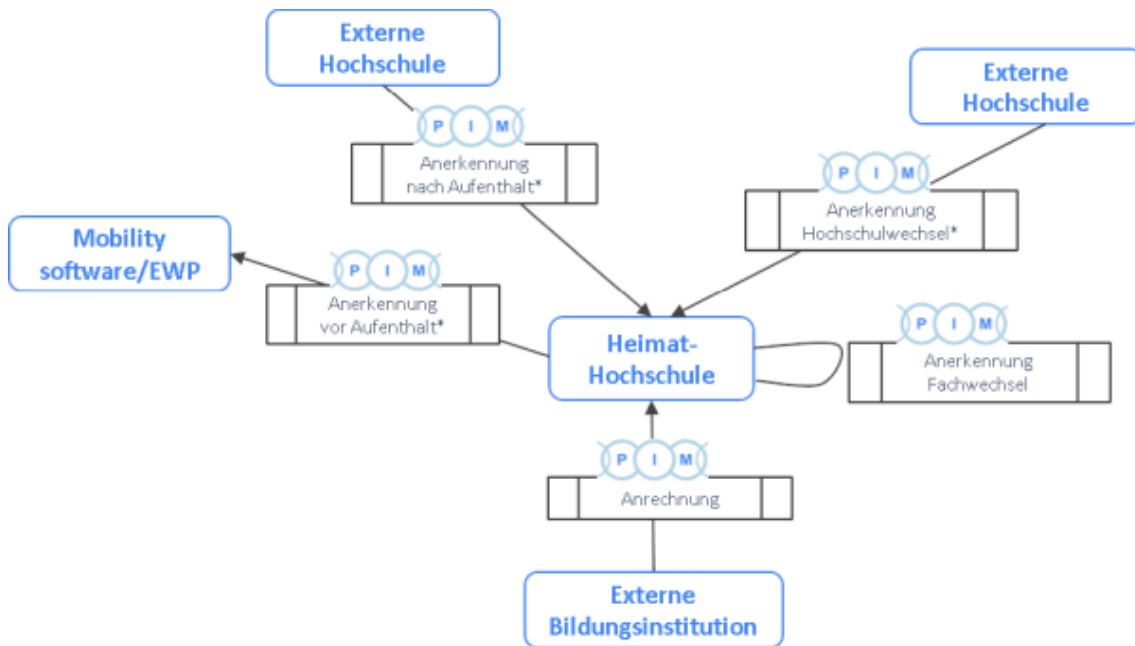 Externe
Hochschule
P I M
Anerkennung
nach Aufenthalt*
Externe
Hochschule
P I M
Anerkennung
Hochschulwechsel*
Mobility
software/EWP
P I M
Anerkennung
vor Aufenthalt*
Heimat-
Hochschule
P I M
Anerkennung
Fachwechsel
P I M
Anrechnung
Externe
Bildungsinstitution